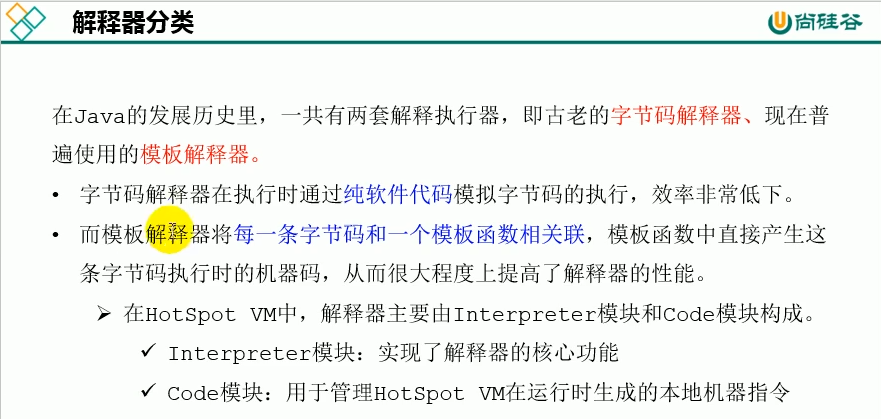 解释器分类
尚硅谷
在Java的发展历史里，一共有两套解释执行器，即古老的字节码解释器、现在普
遍使用的模板解释器。
• 字节码解释器在执行时通过纯软件代码模拟字节码的执行，效率非常低下。
• 而模板解释器将每一条字节码和一个模板函数相关联，模板函数中直接产生这
条字节码执行时的机器码，从而很大程度上提高了解释器的性能。
➢ 在HotSpot VM中，解释器主要由Interpreter模块和Code模块构成。
✓ Interpreter模块：实现了解释器的核心功能
✓ Code模块：用于管理HotSpot VM在运行时生成的本地机器指令